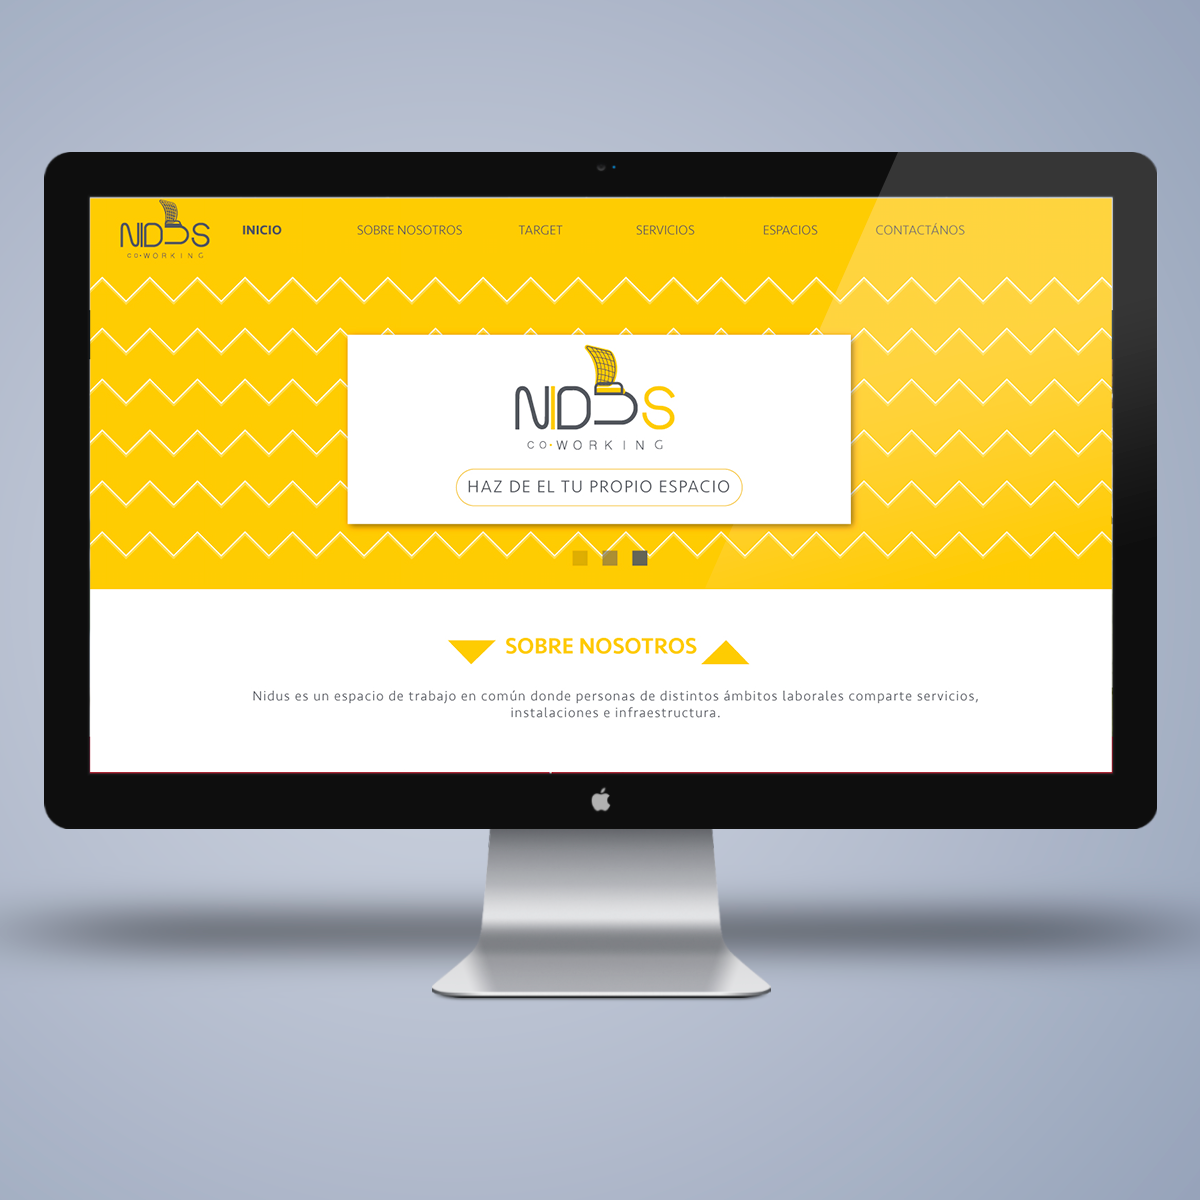 NIDUS
CO·WORKING
INICIO SOBRE NOSOTROS TARGET SERVICIOS ESPACIOS CONTACTÁNOS
NIDUS
CO·WORKING
HAZ DE EL TU PROPIO ESPACIO
SOBRE NOSOTROS
Nidus es un espacio de trabajo en común donde personas de distintos ámbitos laborales comparte servicios,
instalaciones e infraestructura.